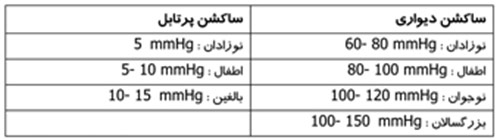 ساکشن دیواری	ساکشن پرتابل
نوزادان : 60- 80 mmHg	نوزادان : 5 mmHg
اطفال : 80- 100 mmHg	اطفال : 5- 10 mmHg
نوجوان : 100- 120 mmHg	بالغین : 10- 15 mmHg
بزرگسالان : 100- 150 mmHg